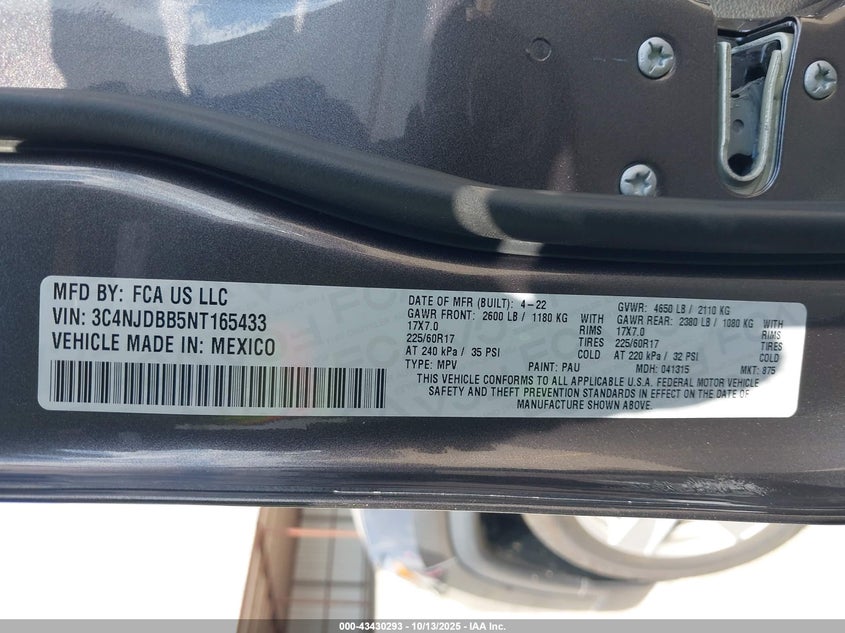 MFD BY: FCA US LLC
VIN: 3C4NJDBB5NT165433
VEHICLE MADE IN: MEXICO
DATE OF MFR (BUILT): 4-22
GAWR FRONT: 2600 LB / 1180 KG
17X7.0 RIMS
225/60R17 TIRES
AT 240 kPa / 35 PSI COLD
TYPE: MPV PAINT: PAU
GVWR: 4650 LB / 2110 KG
GAWR REAR: 2380 LB / 1080 KG
17X7.0 RIMS
225/60R17 TIRES
AT 220 kPa / 32 PSI COLD
MDH: 041315 MKT: 875
THIS VEHICLE CONFORMS TO ALL APPLICABLE U.S.A. FEDERAL MOTOR VEHICLE
SAFETY AND THEFT PREVENTION STANDARDS IN EFFECT ON THE DATE OF
MANUFACTURE SHOWN ABOVE.
000-43430293 - 10/13/2025 - IAA Inc.